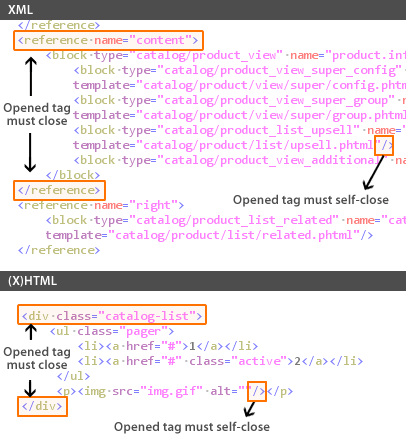 XML
</reference>
<reference name="content">
<block type="catalog/product_view" name="product.inf
<block type="catalog/product_view_super_config"
template="catalog/product/view/super/config.phtm
<block type="catalog/product_view_super_group" n
template="catalog/product/view/super/group.phtml
<block type="catalog/product_list_upsell" name="
template="catalog/product/list/upsell.phtml"/>
<block type="catalog/product_view_additional" na
</block>
</reference>
<reference name="right">
<block type="catalog/product_list_related" name="cat
template="catalog/product/list/related.phtml"/>
</reference>
Opened tag
must close
Opened tag must self-close
(X)HTML
<div class="catalog-list">
<ul class="pager">
<li><a href="#">1</a></li>
<li><a href="#" class="active">2</a></li>
</ul>
<p><img src="img.gif" alt=""/></p>
</div>
Opened tag
must close
Opened tag must self-close